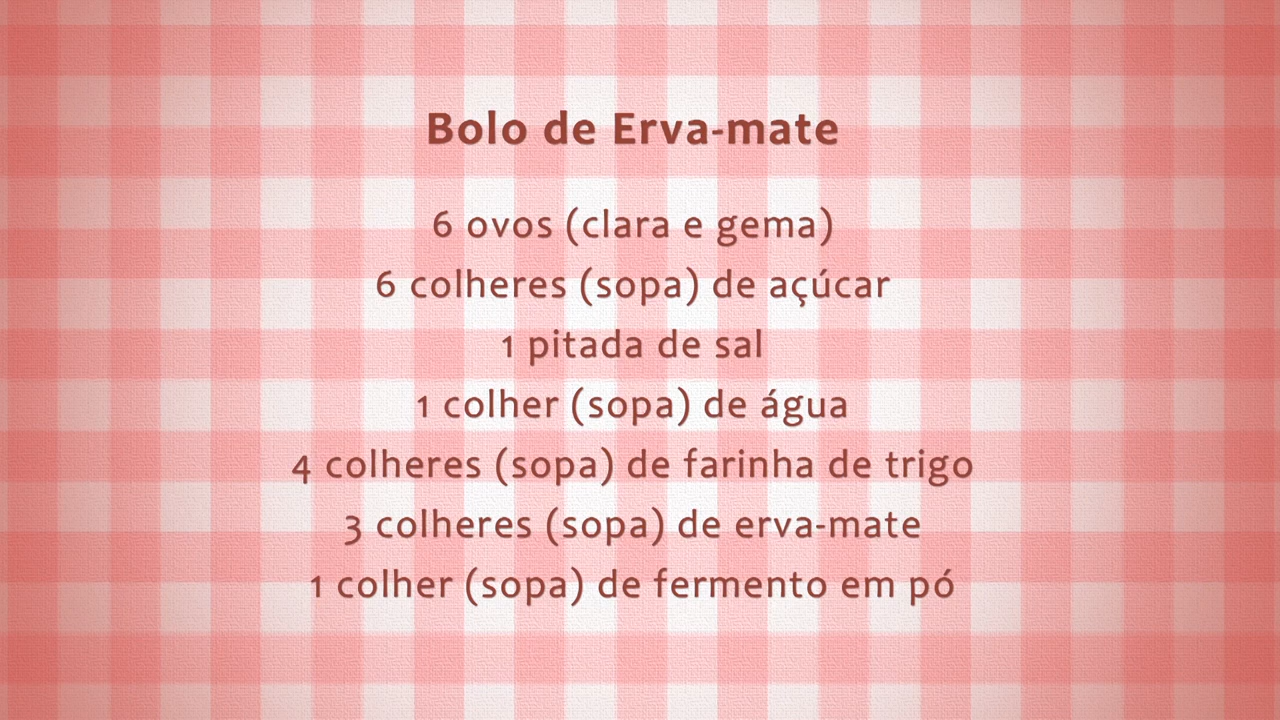 Bolo de Erva-mate
6 ovos (clara e gema)
6 colheres (sopa) de açúcar
1 pitada de sal
1 colher (sopa) de água
4 colheres (sopa) de farinha de trigo
3 colheres (sopa) de erva-mate
1 colher (sopa) de fermento em pó